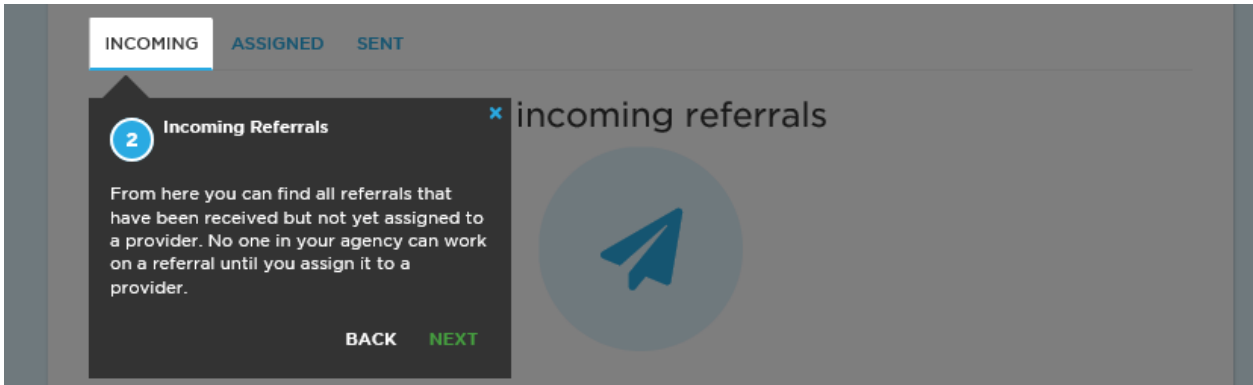 INCOMING ASSIGNED SENT
incoming referrals
2 Incoming Referrals ×
From here you can find all referrals that
have been received but not yet assigned to
a provider. No one in your agency can work
on a referral until you assign it to a
provider.
BACK NEXT